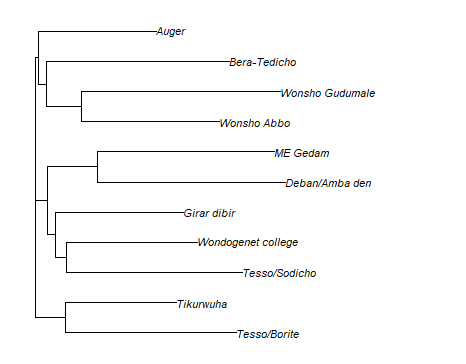 Auger
Bera-Tedicho
Wonsho Gudumale
Wonsho Abbo
ME Gedam
Deban/Amba den
Girar dibir
Wondogenet college
Tesso/Sodicho
Tikurwuha
Tesso/Borite